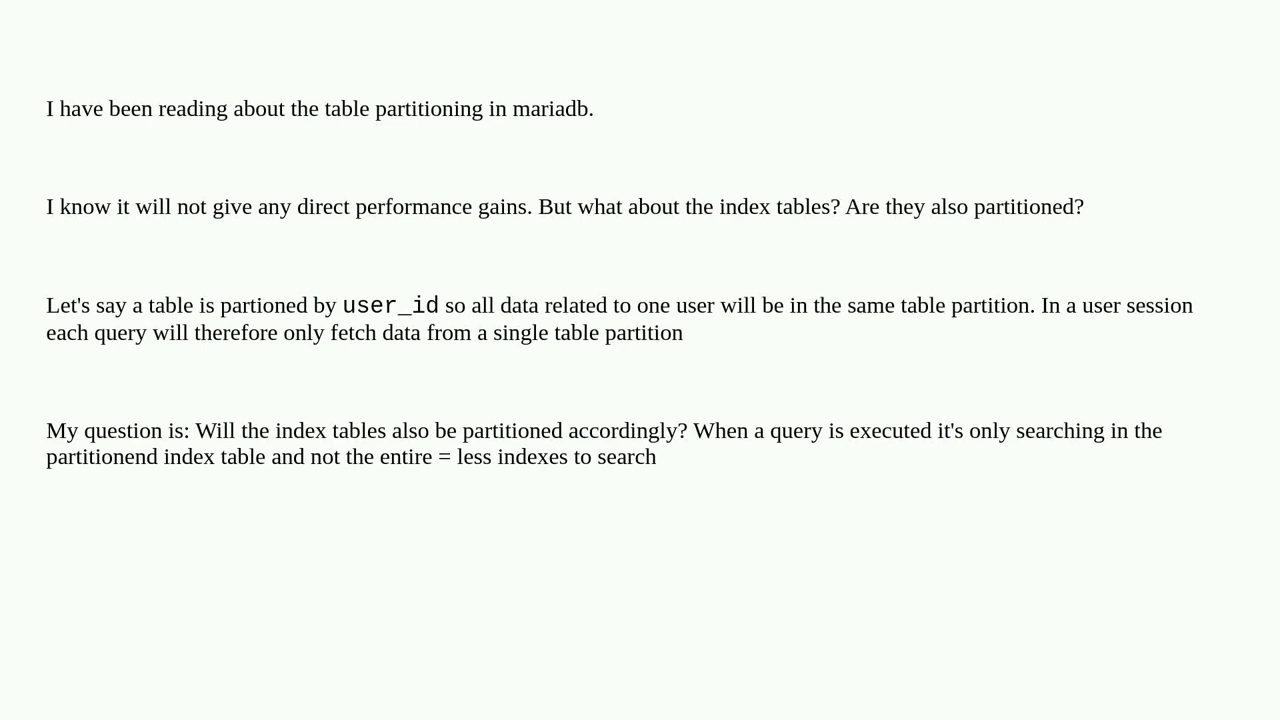 I have been reading about the table partitioning in mariadb.
I know it will not give any direct performance gains. But what about the index tables? Are they also partitioned?
Let's say a table is partioned by user_id so all data related to one user will be in the same table partition. In a user session
each query will therefore only fetch data from a single table partition
My question is: Will the index tables also be partitioned accordingly? When a query is executed it's only searching in the
partitionend index table and not the entire = less indexes to search